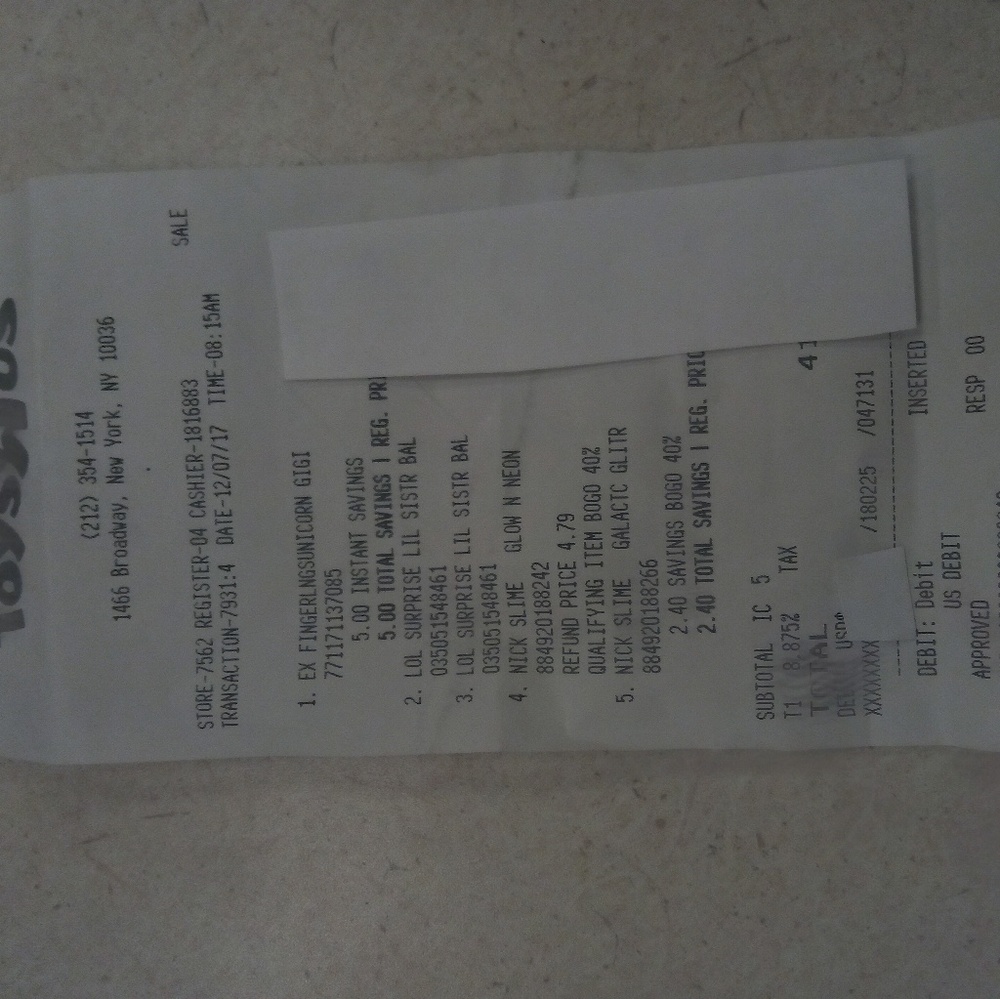 ToysRUs
(212) 354-1514
1466 Broadway, New York, NY 10036
SALE
STORE-7562 REGISTER-04 CASHIER-1816883
TRANSACTION-7931:4 DATE-12/07/17 TIME-08:15AM
1. EX FINGERLNGSUNICORN GIGI
771171137085
5.00 INSTANT SAVINGS
5.00 TOTAL SAVINGS | REG.
2. LOL SURPRISE LIL SISTR BAL
035051548461
3. LOL SURPRISE LIL SISTR BAL
035051548461
4. NICK SLIME GLOW N NEON
884920188242
REFUND PRICE 4.79
QUALIFYING ITEM BOGO 40%
5. NICK SLIME GALACTC GLITR
884920188266
2.40 SAVINGS BOGO 40%
2.40 TOTAL SAVINGS | REG.
SUBTOTAL IC 5
T1 8.875% TAX
TOTAL 41
XXXXXXXX /180225 /047131
DEBIT: Debit INSERTED
US DEBIT
APPROVED RESP 00